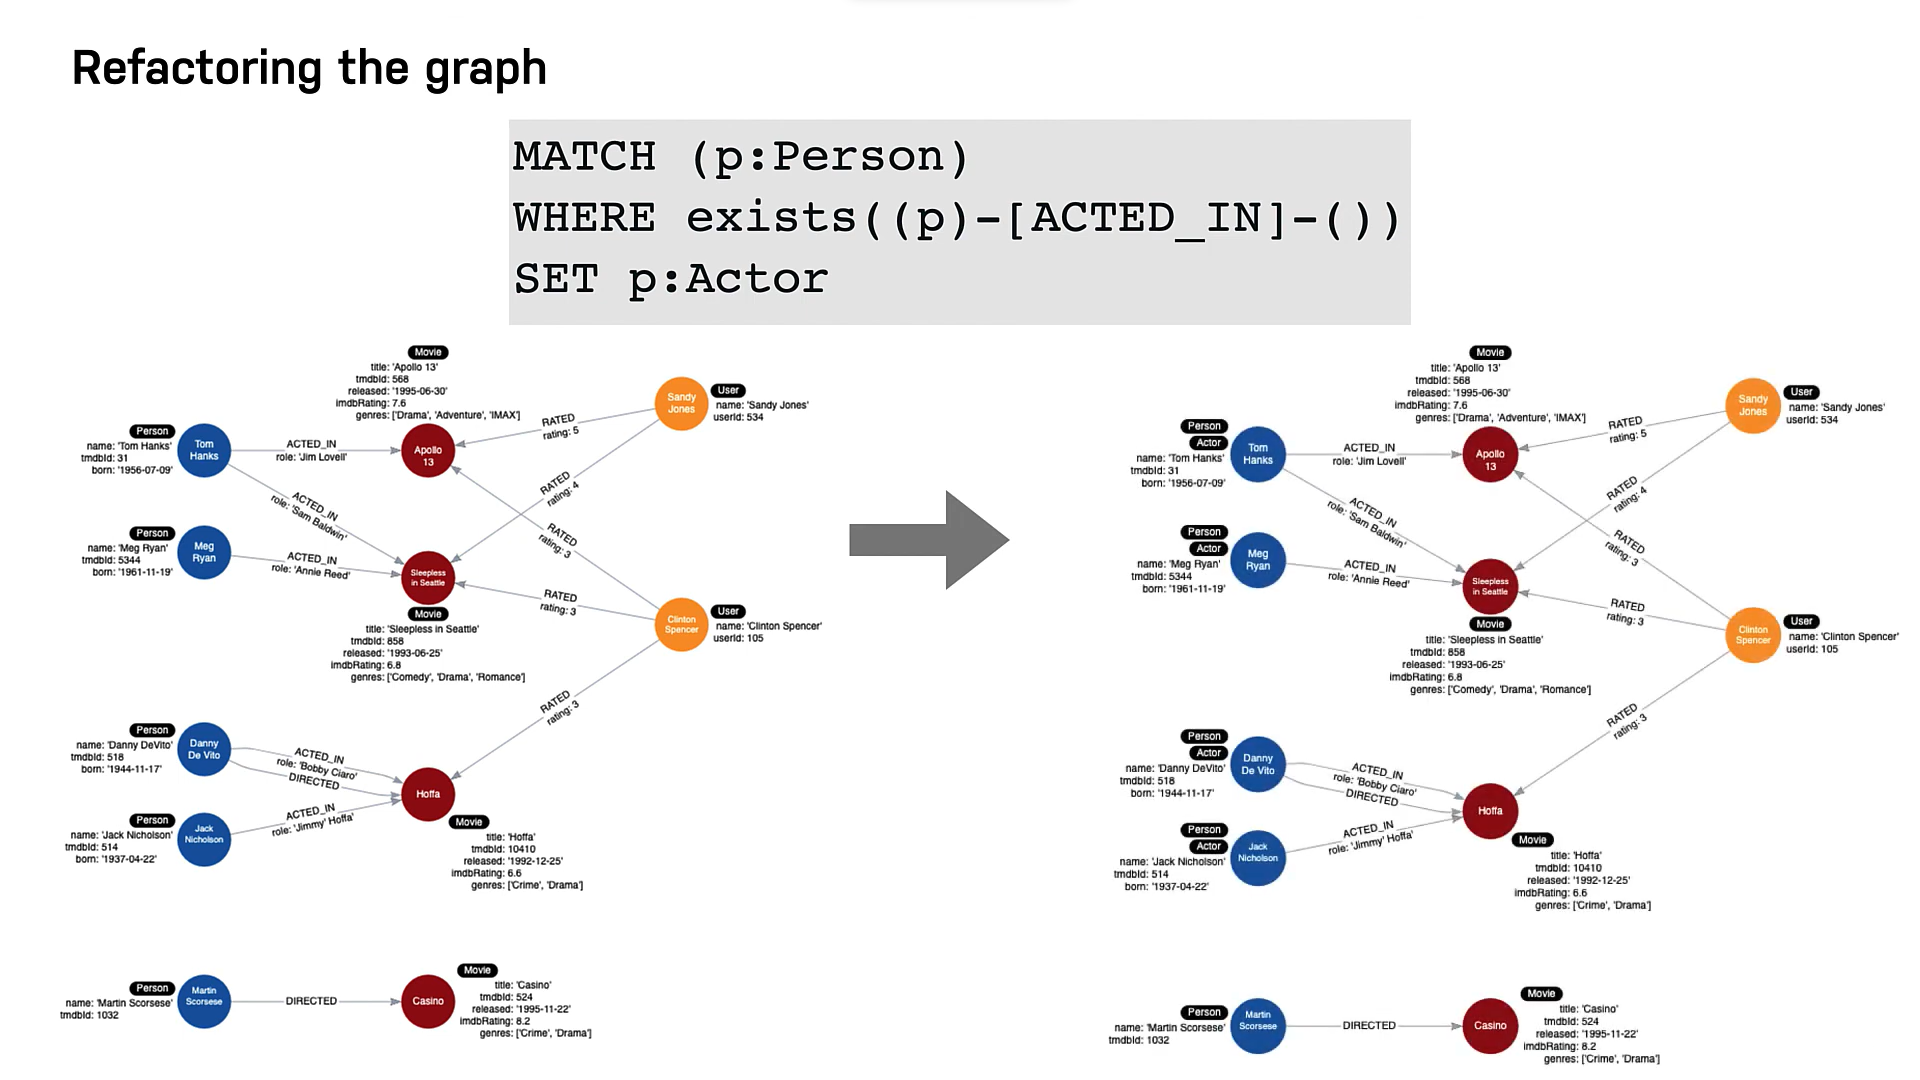 Refactoring the graph
MATCH (p:Person)
WHERE exists((p)-[ACTED_IN]-())
SET p:Actor
Movie
title: 'Apollo 13'
tmdbId: 568
released: '1995-06-30'
imdbRating: 7.6
genres: ['Drama', 'Adventure', 'IMAX']
Person
name: 'Tom Hanks'
tmdbId: 31
born: '1956-07-09'
Tom
Hanks
ACTED_IN
role: 'Jim Lovell'
Apollo
13
RATED
rating: 5
Sandy
Jones
User
name: 'Sandy Jones'
userId: 534
ACTED_IN
role: 'Sam Baldwin'
RATED
rating: 4
Person
name: 'Meg Ryan'
tmdbId: 5344
born: '1961-11-19'
Meg
Ryan
ACTED_IN
role: 'Annie Reed'
Sleepless
in Seattle
RATED
rating: 3
RATED
rating: 3
Clinton
Spencer
User
name: 'Clinton Spencer'
userId: 105
Movie
title: 'Sleepless in Seattle'
tmdbId: 858
released: '1993-06-25'
imdbRating: 6.8
genres: ['Comedy', 'Drama', 'Romance']
RATED
rating: 3
Person
name: 'Danny DeVito'
tmdbId: 518
born: '1944-11-17'
Danny
De Vito
ACTED_IN
role: 'Bobby Ciaro'
DIRECTED
Hoffa
Person
name: 'Jack Nicholson'
tmdbId: 514
born: '1937-04-22'
Jack
Nicholson
ACTED_IN
role: 'Jimmy' Hoffa'
Movie
title: 'Hoffa'
tmdbId: 10410
released: '1992-12-25'
imdbRating: 6.6
genres: ['Crime', 'Drama']
Person
name: 'Martin Scorsese'
tmdbId: 1032
Martin
Scorsese
DIRECTED
Casino
Movie
title: 'Casino'
tmdbId: 524
released: '1995-11-22'
imdbRating: 8.2
genres: ['Crime', 'Drama']
Movie
title: 'Apollo 13'
tmdbId: 568
released: '1995-06-30'
imdbRating: 7.6
genres: ['Drama', 'Adventure', 'IMAX']
Person
Actor
name: 'Tom Hanks'
tmdbId: 31
born: '1956-07-09'
Tom
Hanks
ACTED_IN
role: 'Jim Lovell'
Apollo
13
RATED
rating: 5
Sandy
Jones
User
name: 'Sandy Jones'
userId: 534
ACTED_IN
role: 'Sam Baldwin'
RATED
rating: 4
Person
Actor
name: 'Meg Ryan'
tmdbId: 5344
born: '1961-11-19'
Meg
Ryan
ACTED_IN
role: 'Annie Reed'
Sleepless
in Seattle
RATED
rating: 3
RATED
rating: 3
Clinton
Spencer
User
name: 'Clinton Spencer'
userId: 105
Movie
title: 'Sleepless in Seattle'
tmdbId: 858
released: '1993-06-25'
imdbRating: 6.8
genres: ['Comedy', 'Drama', 'Romance']
RATED
rating: 3
Person
Actor
name: 'Danny DeVito'
tmdbId: 518
born: '1944-11-17'
Danny
De Vito
ACTED_IN
role: 'Bobby Ciaro'
DIRECTED
Hoffa
Person
Actor
name: 'Jack Nicholson'
tmdbId: 514
born: '1937-04-22'
Jack
Nicholson
ACTED_IN
role: 'Jimmy' Hoffa'
Movie
title: 'Hoffa'
tmdbId: 10410
released: '1992-12-25'
imdbRating: 6.6
genres: ['Crime', 'Drama']
Person
name: 'Martin Scorsese'
tmdbId: 1032
Martin
Scorsese
DIRECTED
Casino
Movie
title: 'Casino'
tmdbId: 524
released: '1995-11-22'
imdbRating: 8.2
genres: ['Crime', 'Drama']